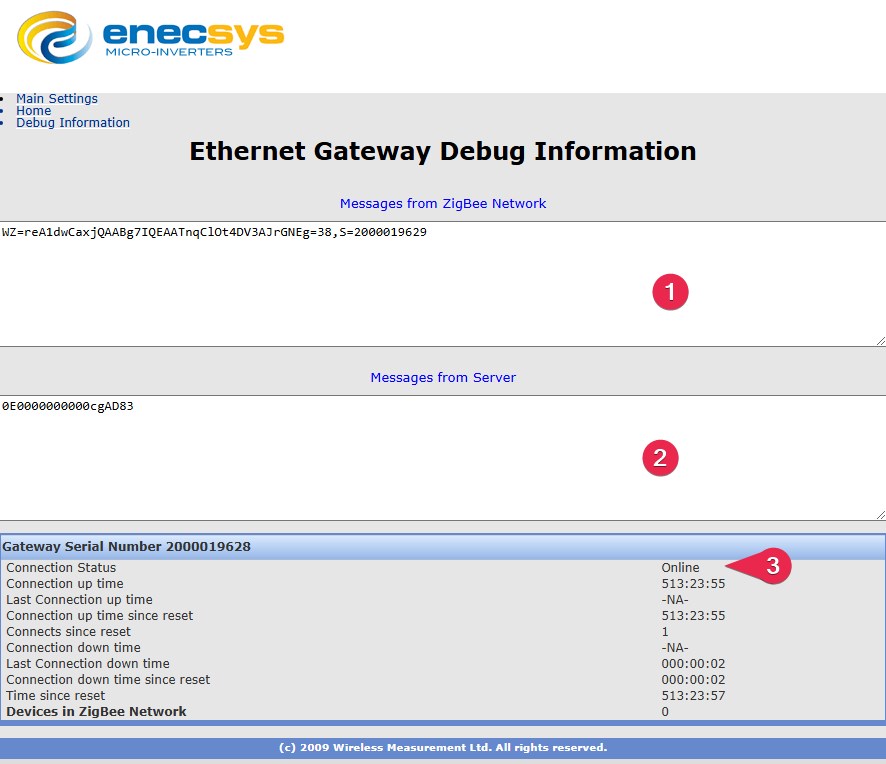 enecsys
MICRO-INVERTERS
Main Settings
Home
Debug Information
Ethernet Gateway Debug Information
Messages from ZigBee Network
WZ=reA1dwCaxjQAABg7IQEAATnqClOt4DV3AJrGNEg=38,S=2000019629
1
Messages from Server
0E0000000000cgAD83
2
Gateway Serial Number 2000019628
Connection Status Online
3
Connection up time 513:23:55
Last Connection up time -NA-
Connection up time since reset 513:23:55
Connects since reset 1
Connection down time -NA-
Last Connection down time 000:00:02
Connection down time since reset 000:00:02
Time since reset 513:23:57
Devices in ZigBee Network 0
(c) 2009 Wireless Measurement Ltd. All rights reserved.